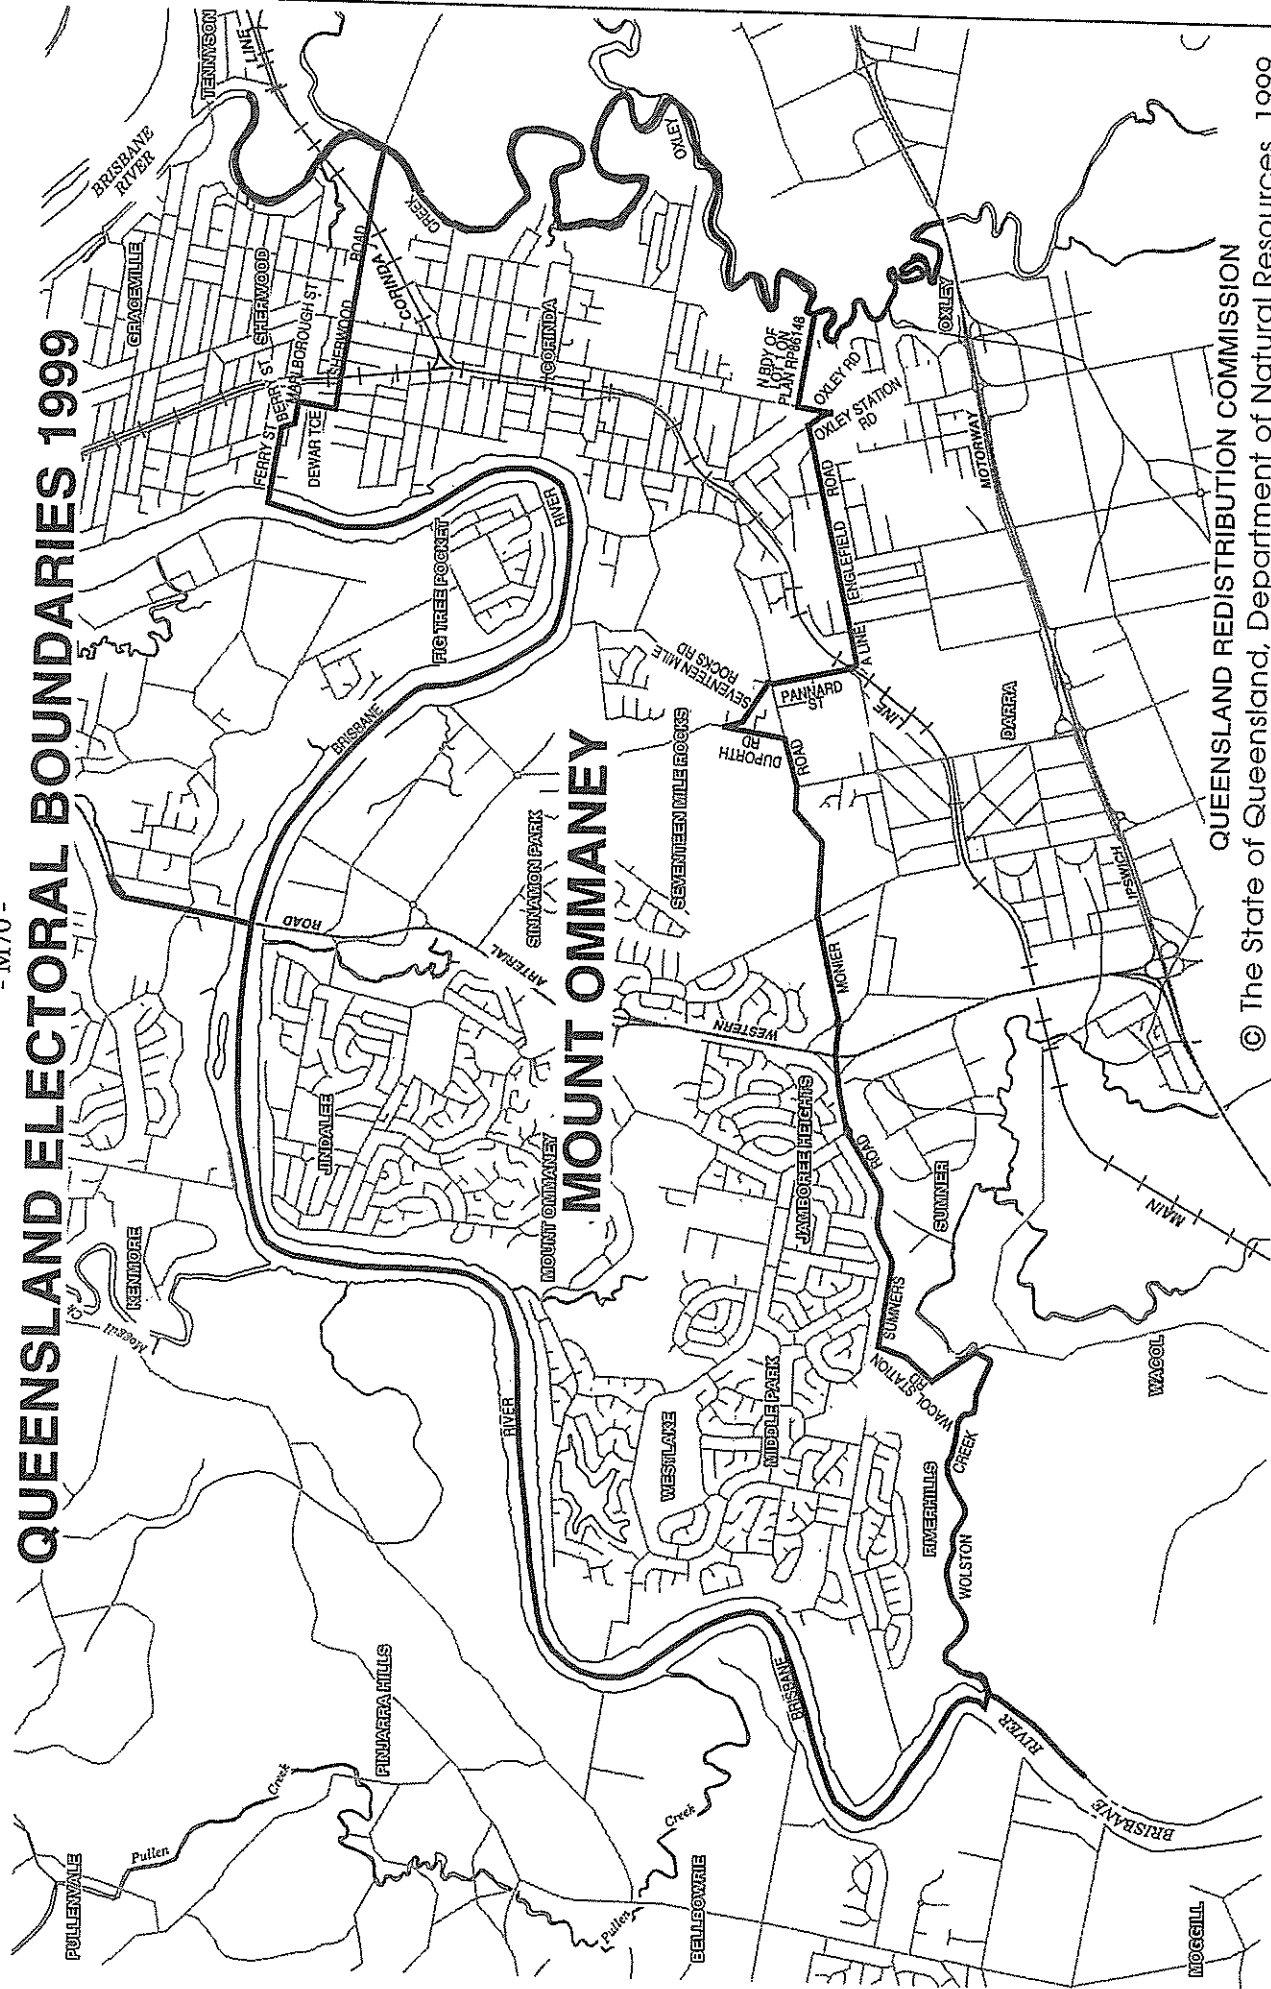 - M70 -
QUEENSLAND ELECTORAL BOUNDARIES 1999
PULLENVALE
Pullen
Creek
PINJARRA HILLS
Pullen
Creek
BELLBOWRIE
MOGGILL
KENMORE
Moggill
Ck
BRISBANE
RIVER
TENNYSON
LINE
GRACEVILLE
SHERWOOD
FERRY ST
BERRY ST
MARLBOROUGH ST
DEWAR TCE
SHERWOOD
ROAD
CORINDA
CREEK
CORINDA
OXLEY
FIG TREE POCKET
RIVER
BRISBANE
ROAD
ARTERIAL
WESTERN
JINDALEE
SINNAMON PARK
MOUNT OMMANEY
MOUNT OMMANEY
SEVENTEEN MILE ROCKS
SEVENTEEN MILE
ROCKS RD
DUPORTH
RD
PANNARD
ST
A LINE
ENGLEFIELD
ROAD
OXLEY STATION
RD
OXLEY RD
N BDY OF
LOT 1 ON
PLAN RP86148
OXLEY
MOTORWAY
IPSWICH
LINE
DARRA
ROAD
MONIER
JAMBOREE HEIGHTS
ROAD
SUMNERS
SUMNER
STATION
WACOL
RD
MAIN
WACOL
RIVER
WESTLAKE
MIDDLE PARK
RIVERHILLS
CREEK
WOLSTON
BRISBANE
RIVER
BRISBANE
QUEENSLAND REDISTRIBUTION COMMISSION
© The State of Queensland, Department of Natural Resources, 1999